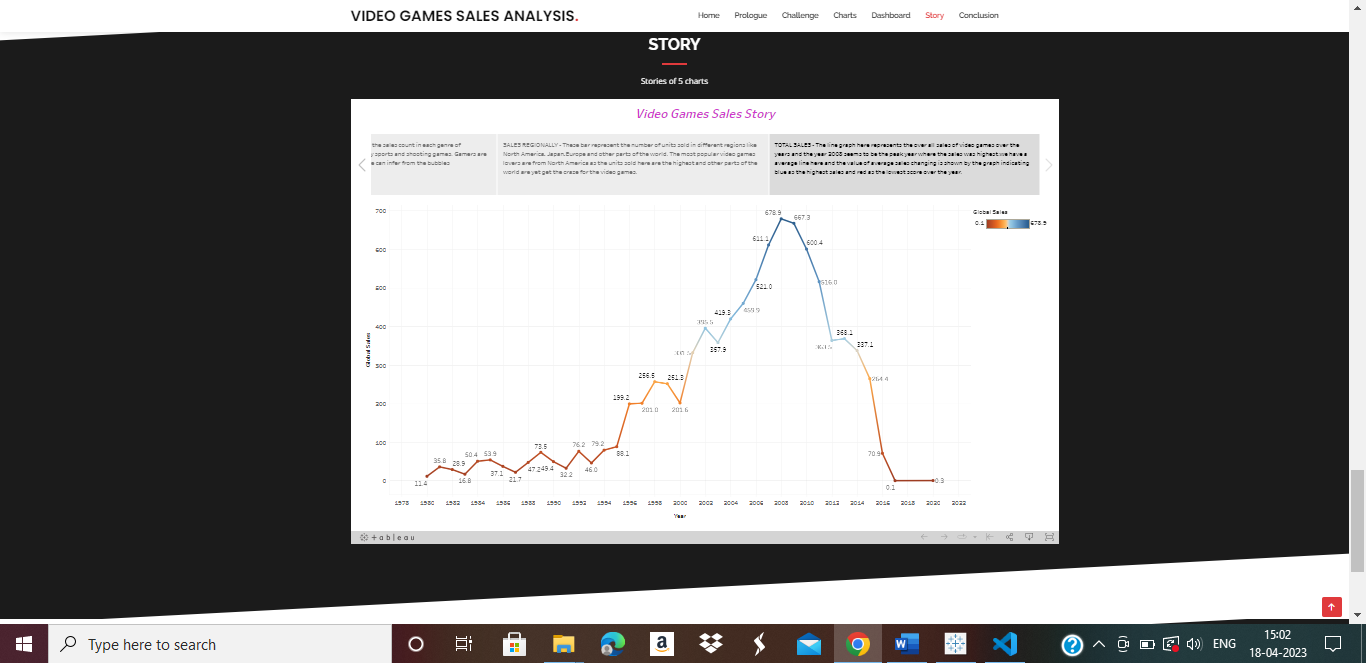 VIDEO GAMES SALES ANALYSIS.
Home Prologue Challenge Charts Dashboard Story Conclusion
STORY
Stories of 5 charts
Video Games Sales Story
the sales count in each genre of
y sports and shooting games. Gamers are
e can infer from the bubbles
SALES REGIONALLY - These bar represent the number of units sold in different regions like
North America, Japan,Europe and other parts of the world. The most popular video games
lovers are from North America as the units sold here are the highest and other parts of the
world are yet get the craze for the video games.
TOTAL SALES - The line graph here represents the over all sales of video games over the
years and the year 2008 seems to be the peak year where the sales was highest.we have a
average line here and the value of average sales changing is shown by the graph indicating
blue as the highest sales and red as the lowest score over the year.
Global Sales
0.1 678.9
700
600
500
400
300
200
100
0
Global Sales
11.4
35.8
28.9
16.8
50.4
53.9
37.1
21.7
47.2
73.5
49.4
32.2
76.2
46.0
79.2
88.1
199.2
201.0
256.5
251.3
201.6
331.5
395.5
357.9
419.3
459.9
521.0
611.1
678.9
667.3
600.4
516.0
363.5
368.1
337.1
264.4
70.9
0.1
0.3
1978 1980 1982 1984 1986 1988 1990 1992 1994 1996 1998 2000 2002 2004 2006 2008 2010 2012 2014 2016 2018 2020 2022
Year
+ableau
Type here to search
ENG
15:02
18-04-2023